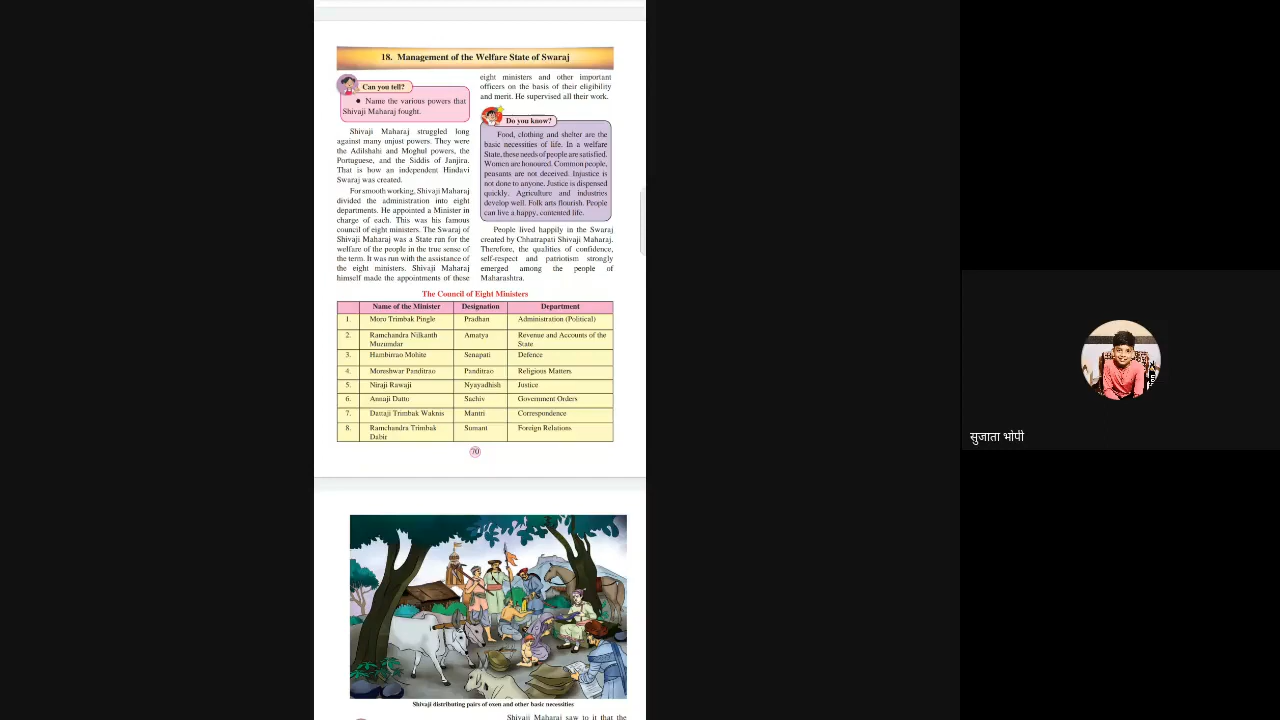 18. Management of the Welfare State of Swaraj
Can you tell?
● Name the various powers that
Shivaji Maharaj fought.
Shivaji Maharaj struggled long
against many unjust powers. They were
the Adilshahi and Moghul powers, the
Portuguese, and the Siddis of Janjira.
That is how an independent Hindavi
Swaraj was created.
For smooth working, Shivaji Maharaj
divided the administration into eight
departments. He appointed a Minister in
charge of each. This was his famous
council of eight ministers. The Swaraj of
Shivaji Maharaj was a State run for the
welfare of the people in the true sense of
the term. It was run with the assistance of
the eight ministers. Shivaji Maharaj
himself made the appointments of these
eight ministers and other important
officers on the basis of their eligibility
and merit. He supervised all their work.
Do you know?
Food, clothing and shelter are the
basic necessities of life. In a welfare
State, these needs of people are satisfied.
Women are honoured. Common people,
peasants are not deceived. Injustice is
not done to anyone. Justice is dispensed
quickly. Agriculture and industries
develop well. Folk arts flourish. People
can live a happy, contented life.
People lived happily in the Swaraj
created by Chhatrapati Shivaji Maharaj.
Therefore, the qualities of confidence,
self-respect and patriotism strongly
emerged among the people of
Maharashtra.
The Council of Eight Ministers
Name of the Minister Designation Department
1. Moro Trimbak Pingle Pradhan Administration (Political)
2. Ramchandra Nilkanth Amatya Revenue and Accounts of the
Muzumdar State
3. Hambirrao Mohite Senapati Defence
4. Moreshwar Panditrao Panditrao Religious Matters
5. Niraji Rawaji Nyayadhish Justice
6. Annaji Datto Sachiv Government Orders
7. Dattaji Trimbak Waknis Mantri Correspondence
8. Ramchandra Trimbak Sumant Foreign Relations
Dabir
70
Shivaji distributing pairs of oxen and other basic necessities
Shivaji Maharaj saw to it that the
सुजाता भोपी